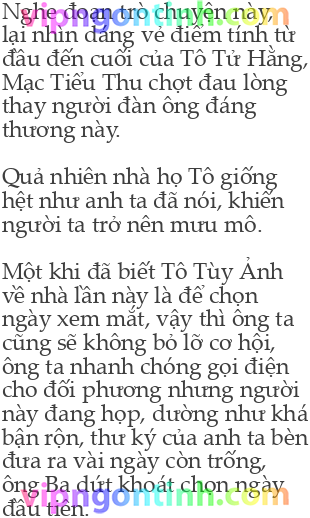 Nghe đoạn trò chuyện này,
lại nhìn dáng vẻ điềm tĩnh từ
đầu đến cuối của Tô Tử Hằng,
Mạc Tiểu Thu chợt đau lòng
thay người đàn ông đáng
thương này.
Quả nhiên nhà họ Tô giống
hệt như anh ta đã nói, khiến
người ta trở nên mưu mô.
Một khi đã biết Tô Tùy Ảnh
về nhà lần này là để chọn
ngày xem mắt, vậy thì ông ta
cũng sẽ không bỏ lỡ cơ hội,
ông ta nhanh chóng gọi điện
cho đối phương nhưng người
này đang họp, dường như khá
bận rộn, thư ký của anh ta bèn
đưa ra vài ngày còn trống,
ông Ba dứt khoát chọn ngày
đầu tiên.
vipngontinh.com
vipngontinh.com